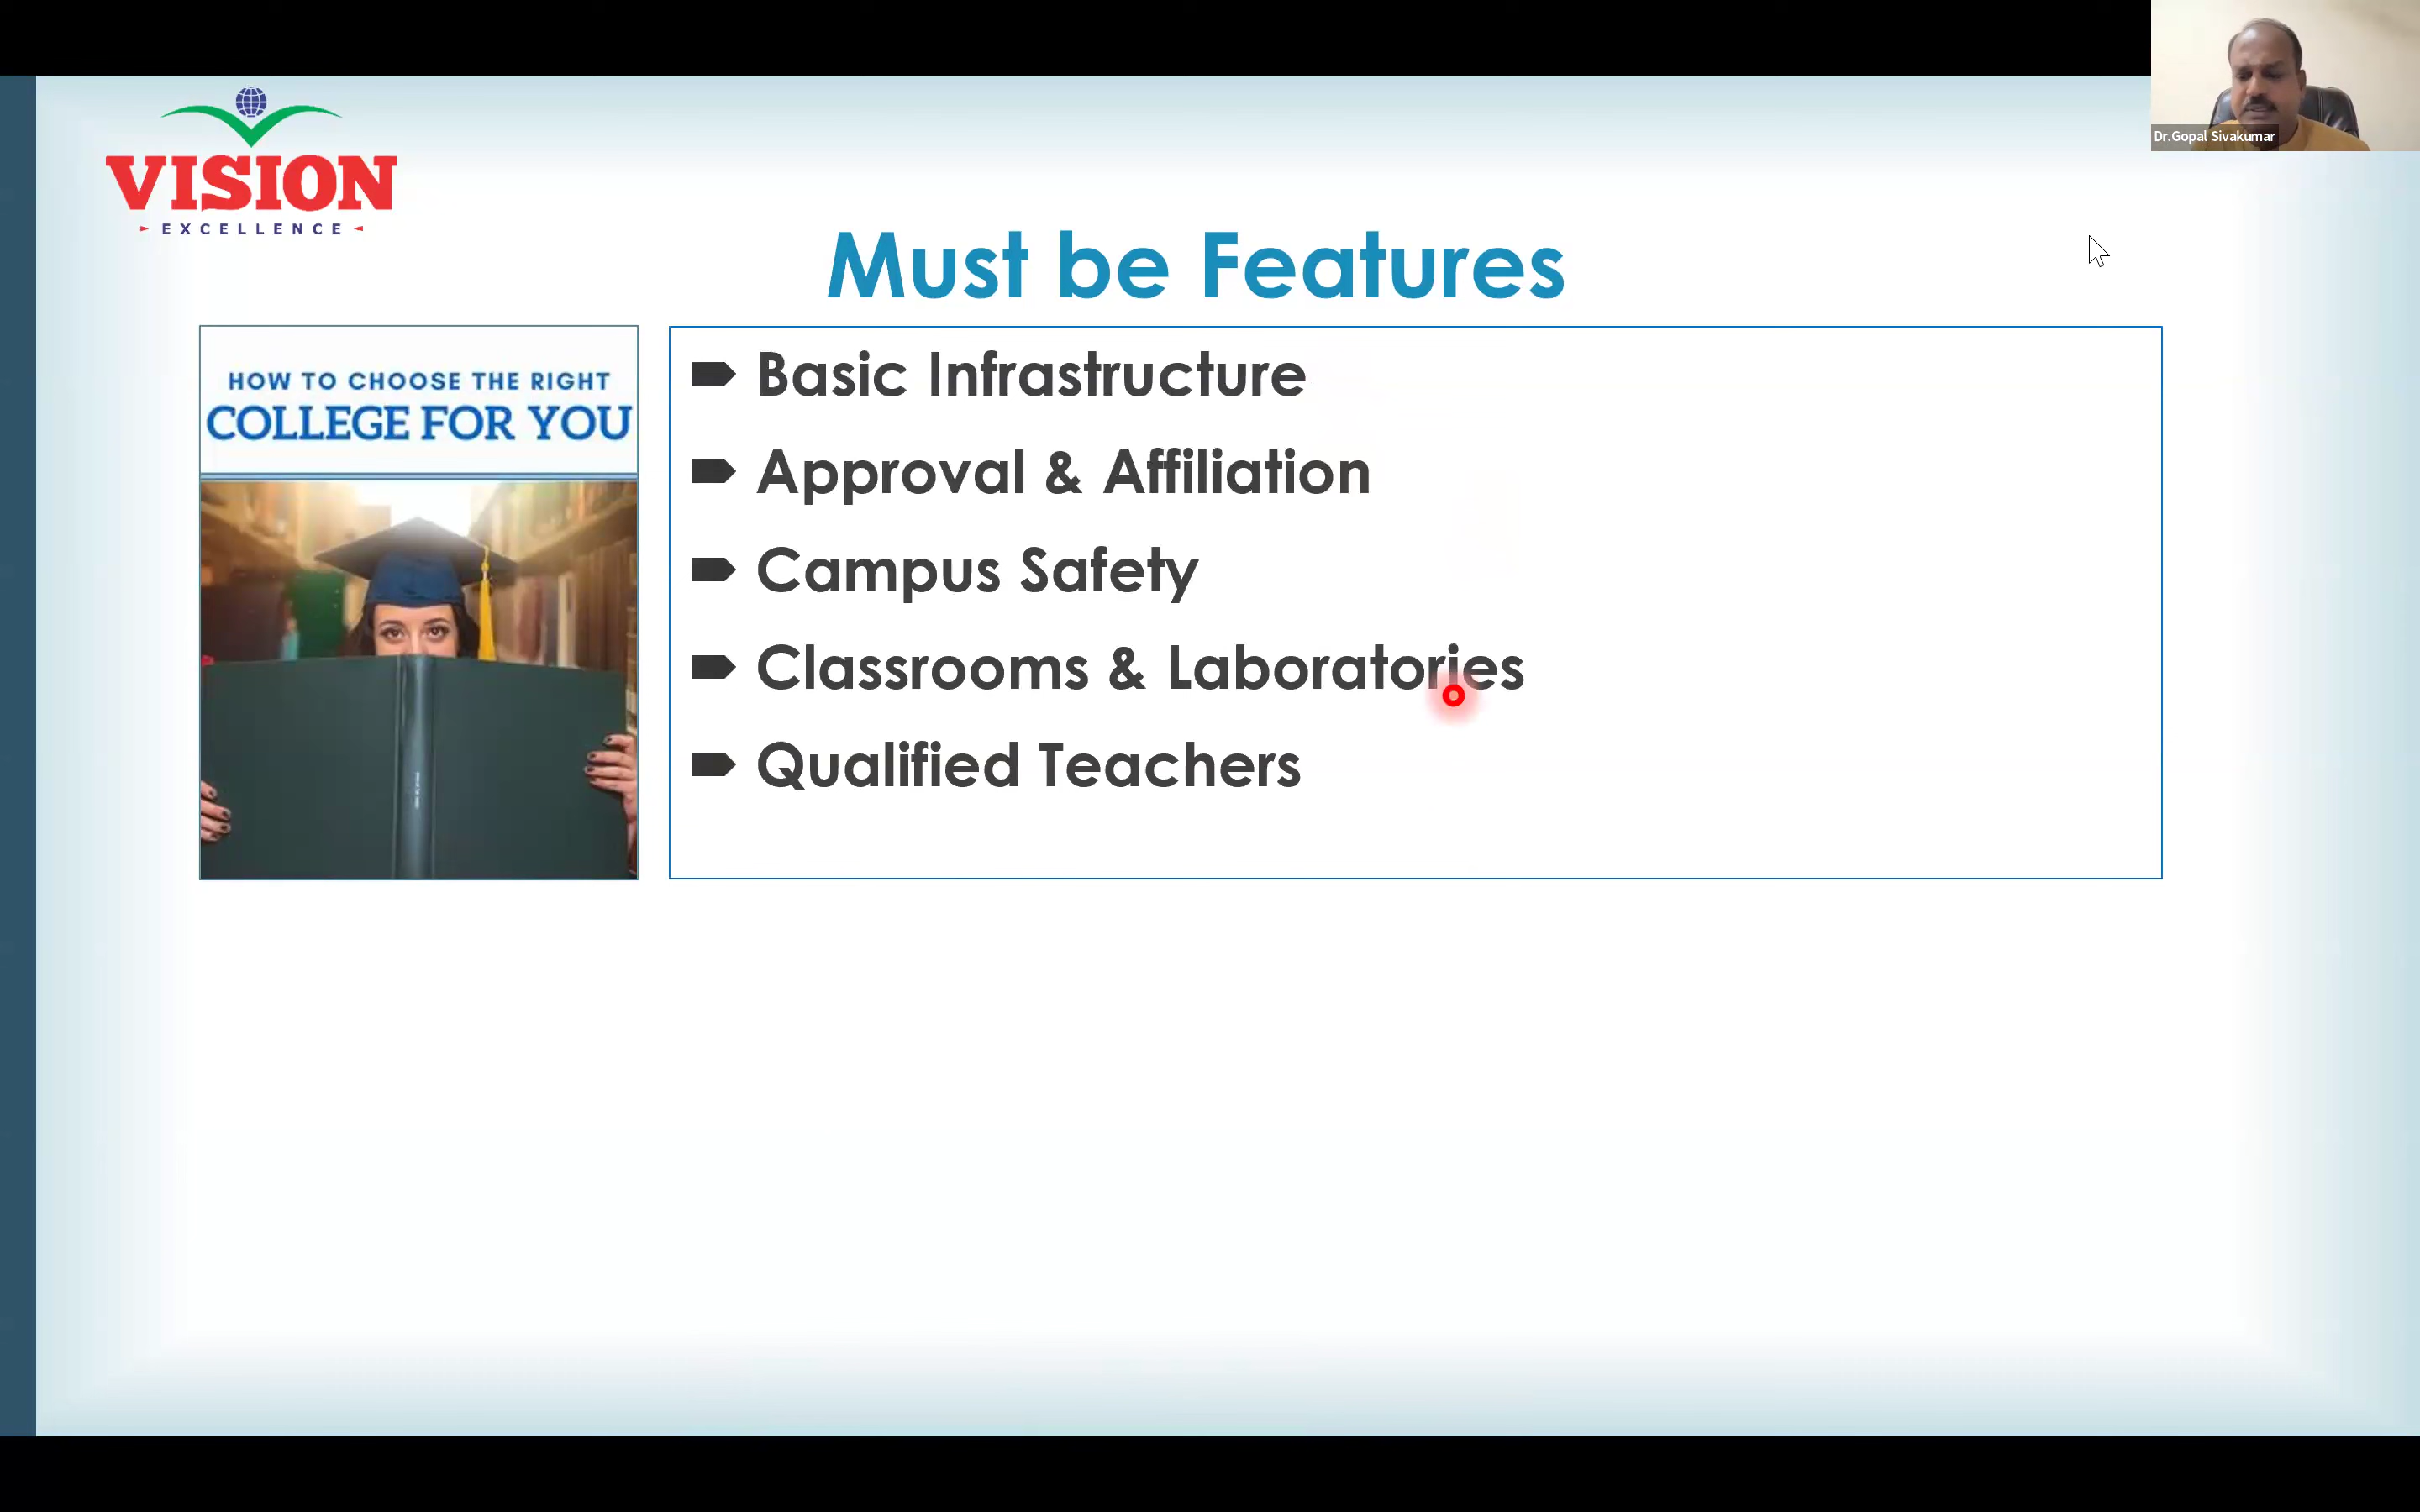 Dr.Gopal Sivakumar
VISION
EXCELLENCE
Must be Features
HOW TO CHOOSE THE RIGHT
COLLEGE FOR YOU
Basic Infrastructure
Approval & Affiliation
Campus Safety
Classrooms & Laboratories
Qualified Teachers